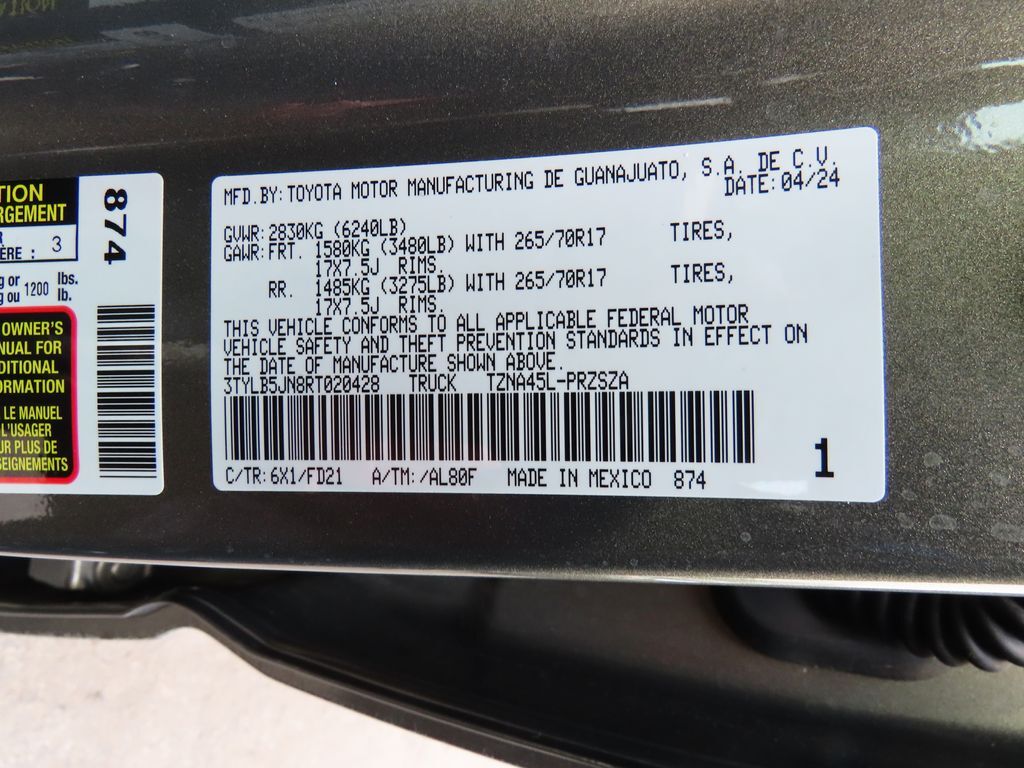 TION
RGEMENT
R
ÈRE : 3
g or 1200 lbs.
g ou lb.
OWNER'S
NUAL FOR
DITIONAL
ORMATION
LE MANUEL
L'USAGER
UR PLUS DE
SEIGNEMENTS
874
MFD.BY:TOYOTA MOTOR MANUFACTURING DE GUANAJUATO, S.A. DE C.V.
DATE:04/24
GVWR:2830KG (6240LB)
GAWR:FRT. 1580KG (3480LB) WITH 265/70R17 TIRES,
17X7.5J RIMS.
RR. 1485KG (3275LB) WITH 265/70R17 TIRES,
17X7.5J RIMS.
THIS VEHICLE CONFORMS TO ALL APPLICABLE FEDERAL MOTOR
VEHICLE SAFETY AND THEFT PREVENTION STANDARDS IN EFFECT ON
THE DATE OF MANUFACTURE SHOWN ABOVE.
3TYLB5JN8RT020428 TRUCK TZNA45L-PRZSZA
C/TR:6X1/FD21 A/TM:/AL80F MADE IN MEXICO 874
1